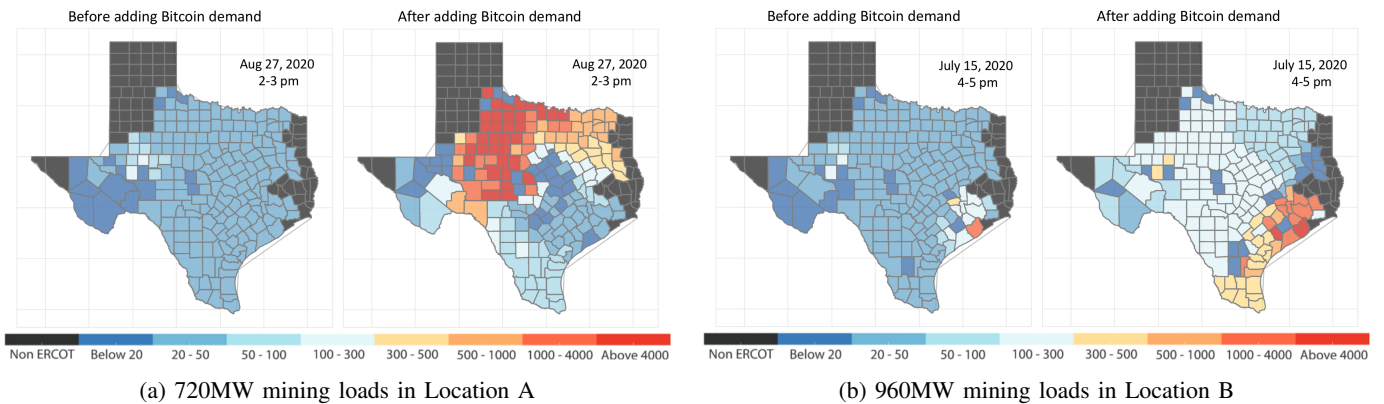 Before adding Bitcoin demand
After adding Bitcoin demand
Before adding Bitcoin demand
After adding Bitcoin demand
Aug 27, 2020
2-3 pm
Aug 27, 2020
2-3 pm
July 15, 2020
4-5 pm
July 15, 2020
4-5 pm
Non ERCOT Below 20 20 - 50 50 - 100 100 - 300 300 - 500 500 - 1000 1000 - 4000 Above 4000
Non ERCOT Below 20 20 - 50 50 - 100 100 - 300 300 - 500 500 - 1000 1000 - 4000 Above 4000
(a) 720MW mining loads in Location A
(b) 960MW mining loads in Location B